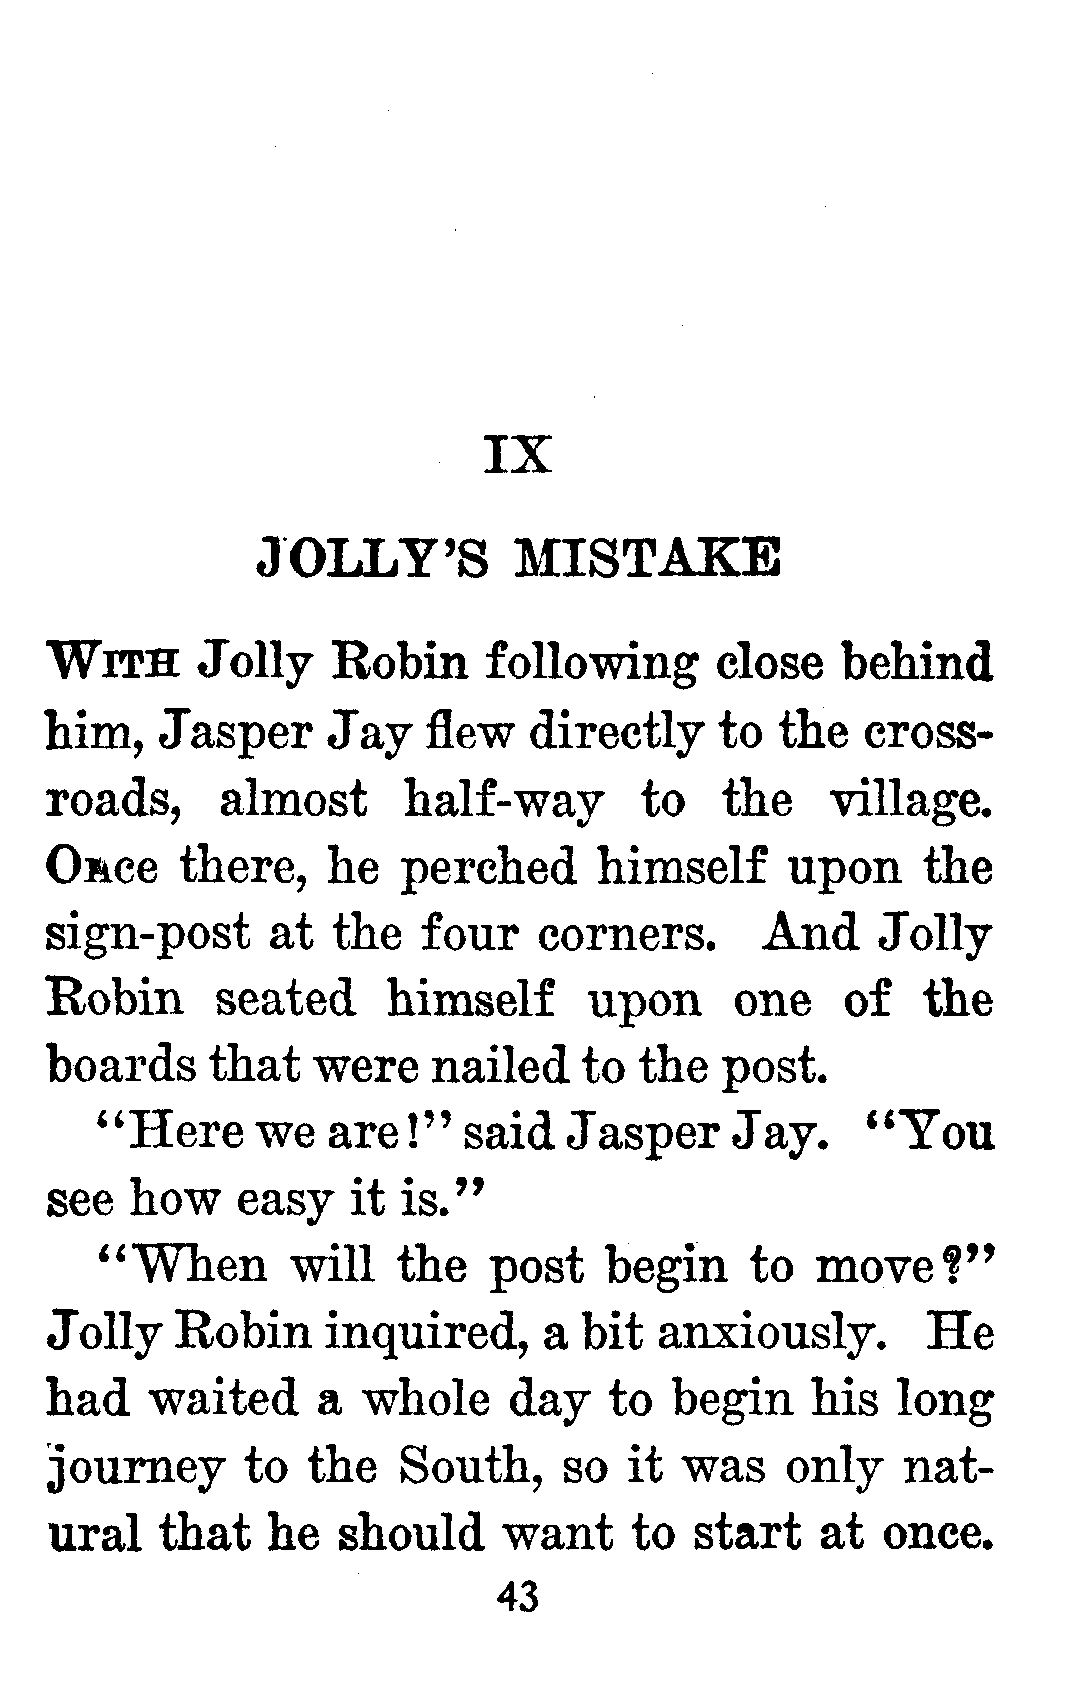 IX
JOLLY'S MISTAKE
WITH Jolly Robin following close behind
him, Jasper Jay flew directly to the cross-
roads, almost half-way to the village.
Once there, he perched himself upon the
sign-post at the four corners. And Jolly
Robin seated himself upon one of the
boards that were nailed to the post.
"Here we are!" said Jasper Jay. "You
see how easy it is."
"When will the post begin to move?"
Jolly Robin inquired, a bit anxiously. He
had waited a whole day to begin his long
journey to the South, so it was only nat-
ural that he should want to start at once.
43